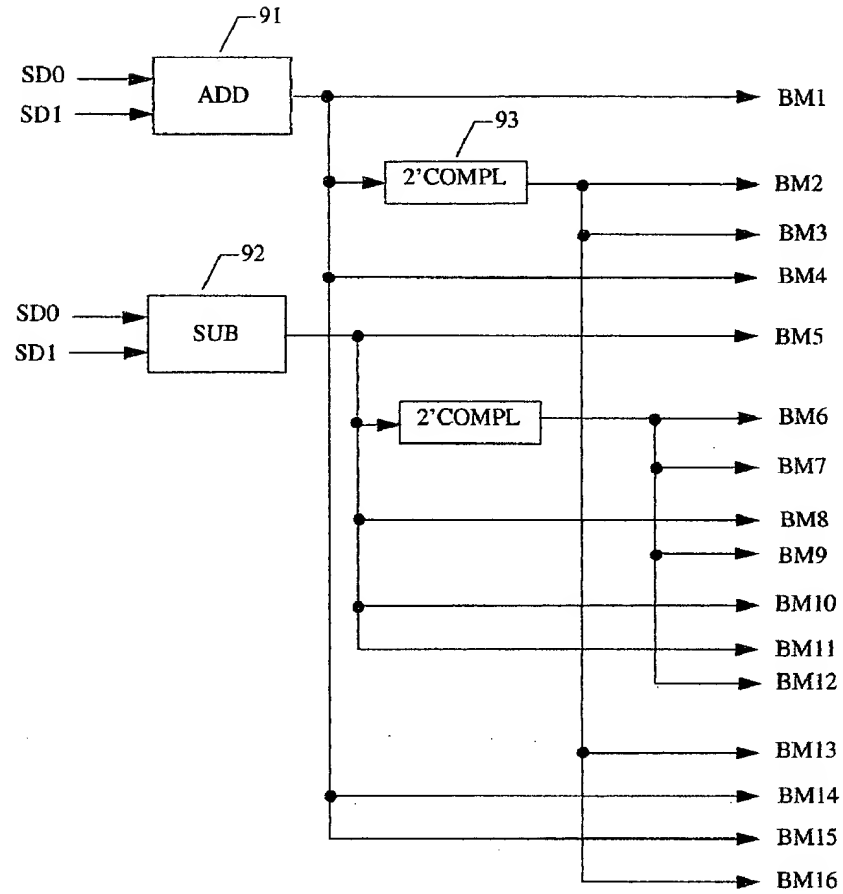 91
SD0
SD1
ADD
BM1
93
2'COMPL
BM2
BM3
92
BM4
SD0
SD1
SUB
BM5
2'COMPL
BM6
BM7
BM8
BM9
BM10
BM11
BM12
BM13
BM14
BM15
BM16